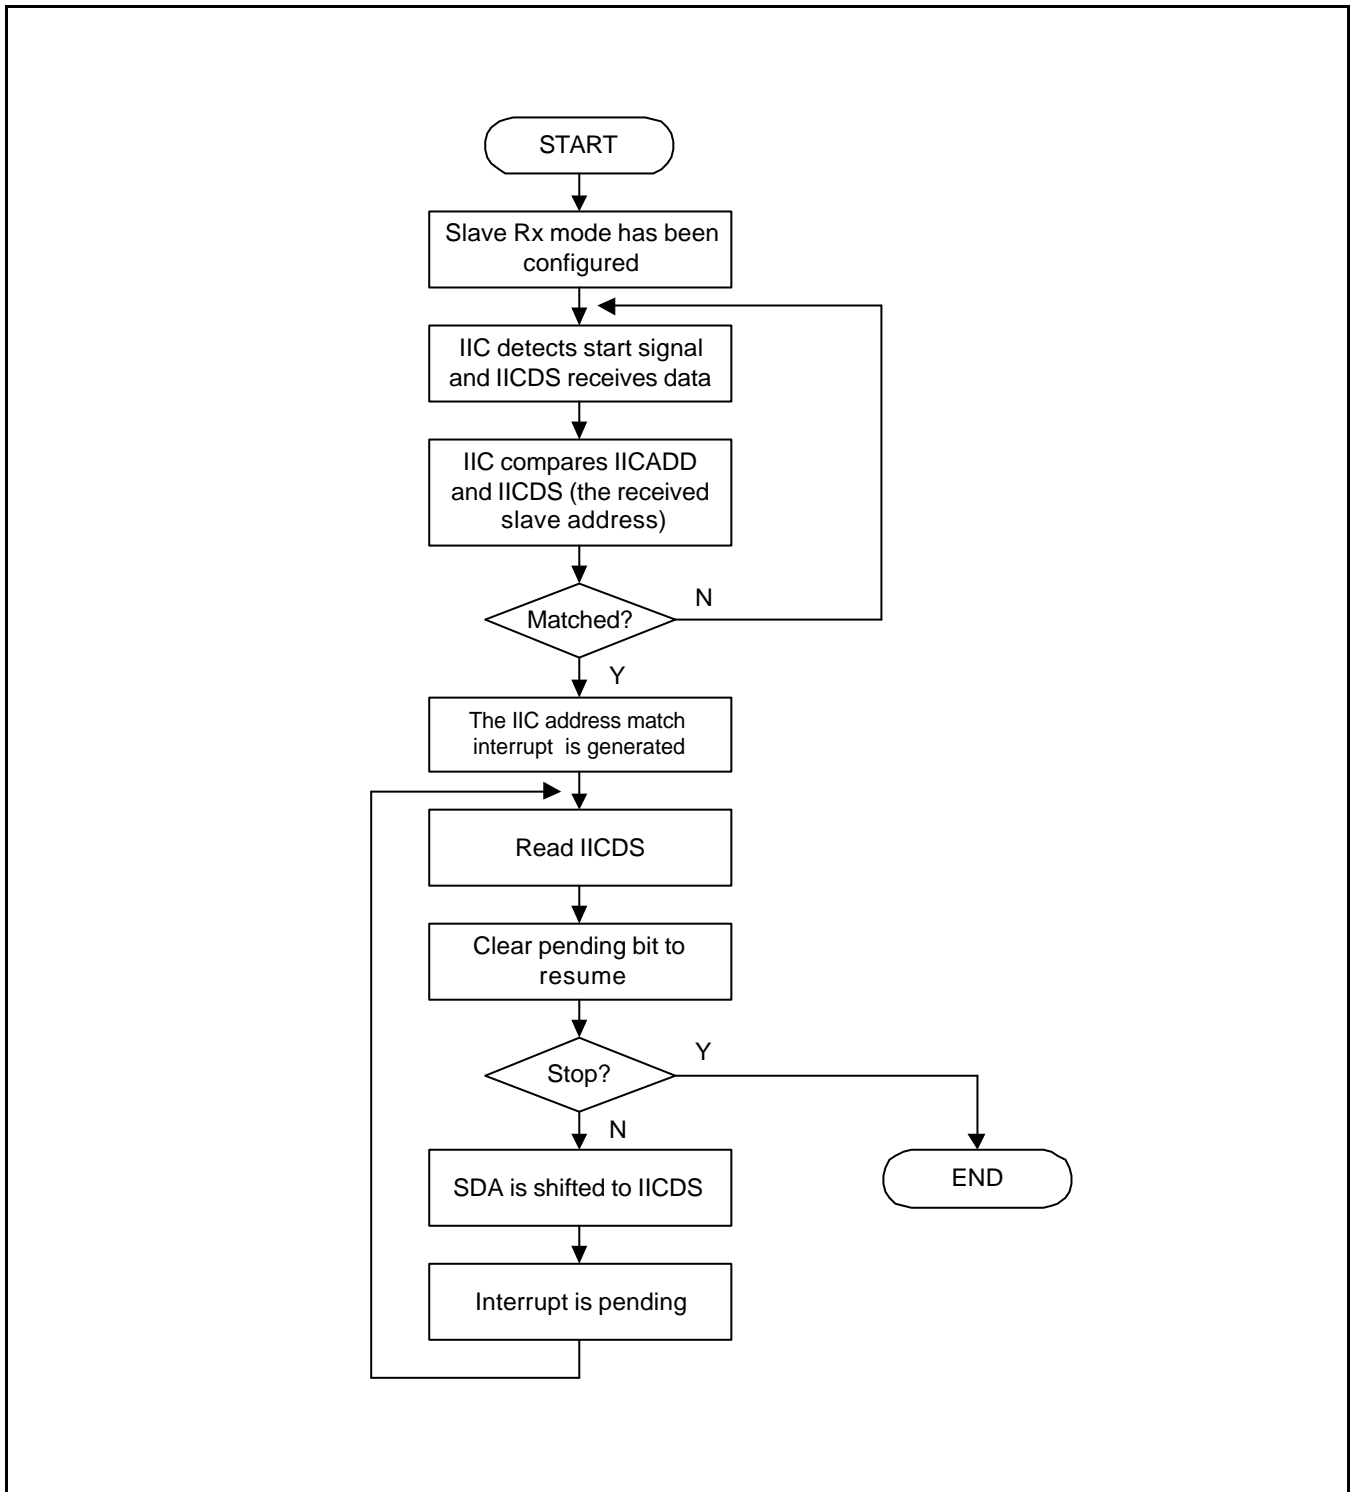 START
Slave Rx mode has been
configured
IIC detects start signal
and IICDS receives data
IIC compares IICADD
and IICDS (the received
slave address)
Matched?
N
Y
The IIC address match
interrupt is generated
Read IICDS
Clear pending bit to
resume
Stop?
Y
N
SDA is shifted to IICDS
END
Interrupt is pending